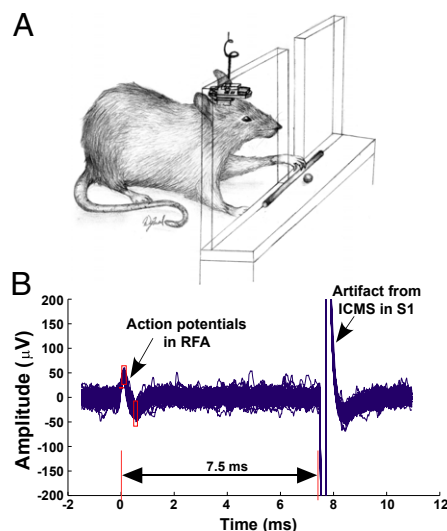 A
B
Amplitude (μV)
200
150
100
50
0
-50
-100
-150
-200
Action potentials
in RFA
Artifact from
ICMS in S1
7.5 ms
-2
0
2
4
6
8
10
12
Time (ms)